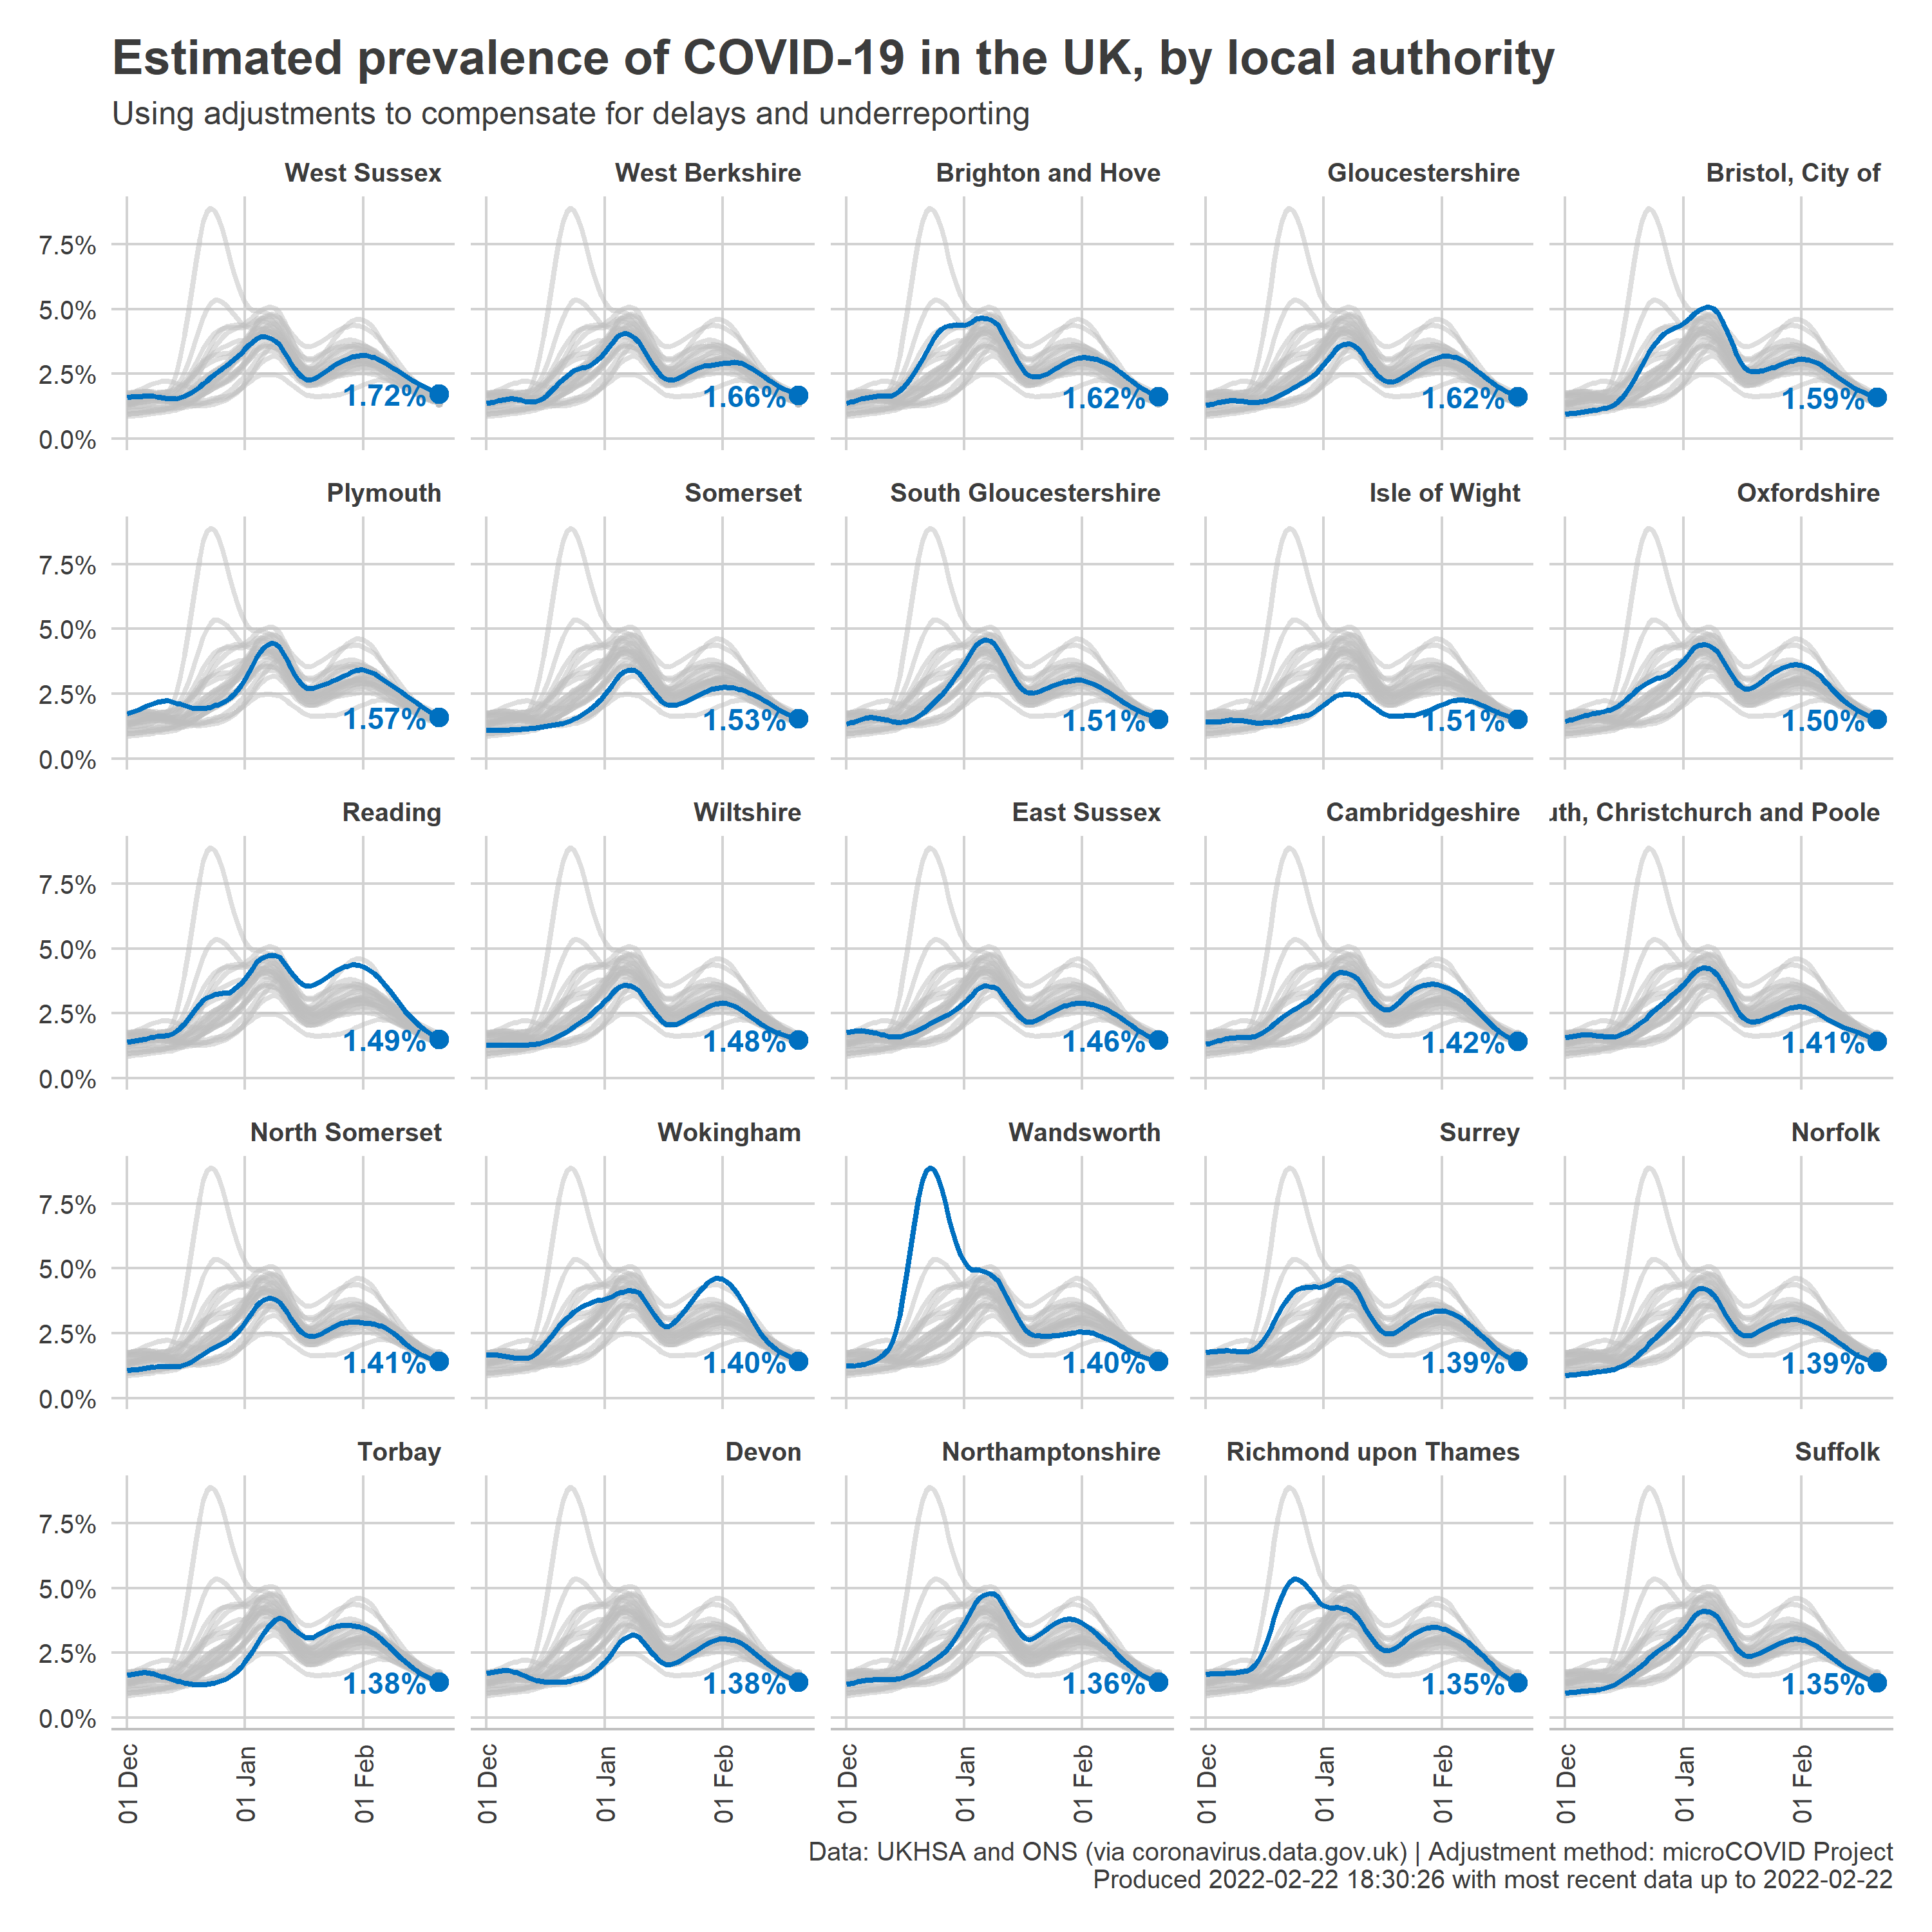 Estimated prevalence of COVID-19 in the UK, by local authority
Using adjustments to compensate for delays and underreporting
West Sussex
West Berkshire
Brighton and Hove
Gloucestershire
Bristol, City of
7.5%
5.0%
2.5%
0.0%
1.72%
1.66%
1.62%
1.62%
1.59%
Plymouth
Somerset
South Gloucestershire
Isle of Wight
Oxfordshire
7.5%
5.0%
2.5%
0.0%
1.57%
1.53%
1.51%
1.51%
1.50%
Reading
Wiltshire
East Sussex
Cambridgeshire
uth, Christchurch and Poole
7.5%
5.0%
2.5%
0.0%
1.49%
1.48%
1.46%
1.42%
1.41%
North Somerset
Wokingham
Wandsworth
Surrey
Norfolk
7.5%
5.0%
2.5%
0.0%
1.41%
1.40%
1.40%
1.39%
1.39%
Torbay
Devon
Northamptonshire
Richmond upon Thames
Suffolk
7.5%
5.0%
2.5%
0.0%
1.38%
1.38%
1.36%
1.35%
1.35%
01 Dec
01 Jan
01 Feb
01 Dec
01 Jan
01 Feb
01 Dec
01 Jan
01 Feb
01 Dec
01 Jan
01 Feb
01 Dec
01 Jan
01 Feb
Data: UKHSA and ONS (via coronavirus.data.gov.uk) | Adjustment method: microCOVID Project
Produced 2022-02-22 18:30:26 with most recent data up to 2022-02-22